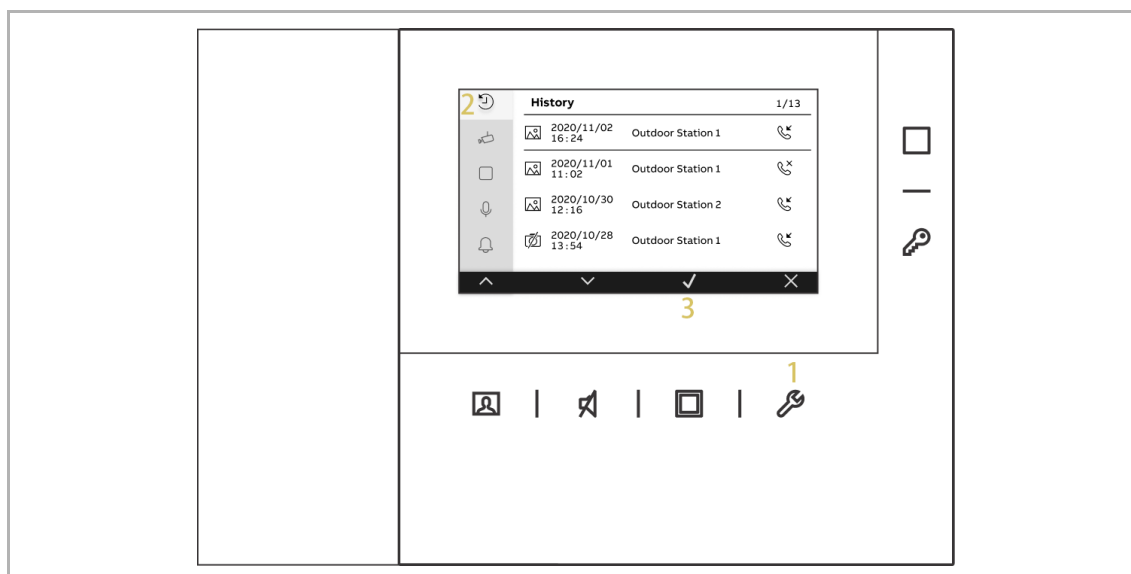 2
History 1/13
2020/11/02
16:24 Outdoor Station 1
2020/11/01
11:02 Outdoor Station 1
2020/10/30
12:16 Outdoor Station 2
2020/10/28
13:54 Outdoor Station 1
3
1